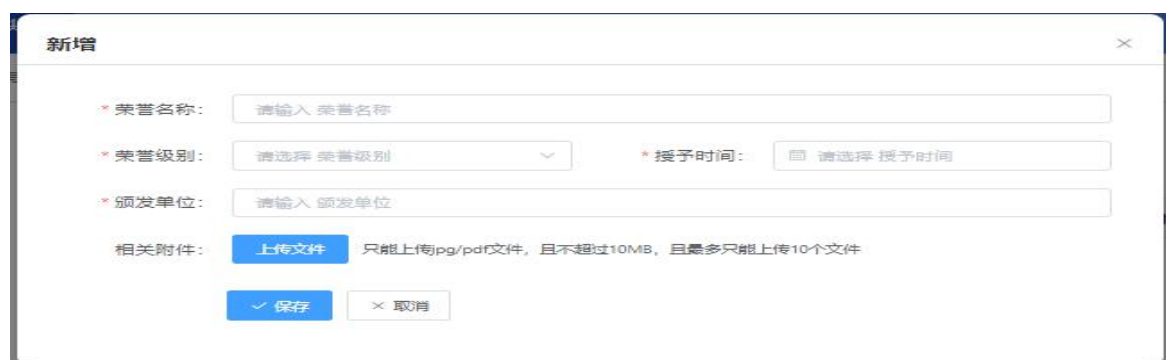 新增
* 荣誉名称: 请输入 荣誉名称
* 荣誉级别: 请选择 荣誉级别 * 授予时间: 请选择 授予时间
* 颁发单位: 请输入 颁发单位
相关附件: 上传文件 只能上传jpg/pdf文件, 且不超过10MB, 且最多只能上传10个文件
保存 取消